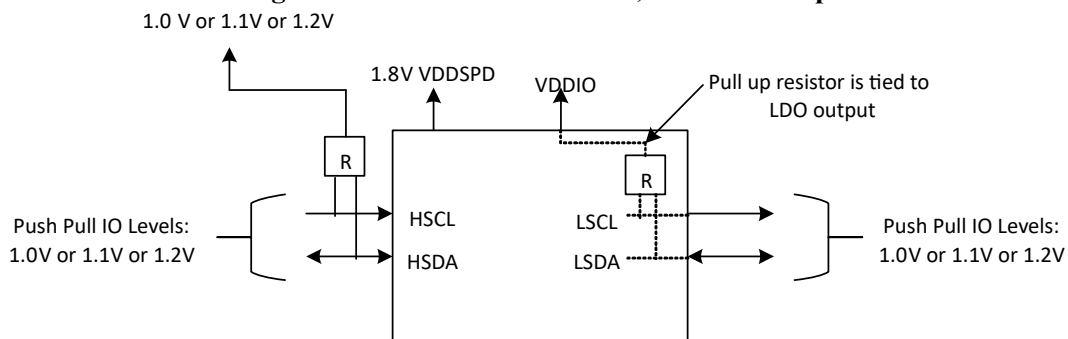 1.0 V or 1.1V or 1.2V
1.8V VDDSPD
VDDIO
Pull up resistor is tied to
LDO output
R
R
Push Pull IO Levels:
1.0V or 1.1V or 1.2V
HSCL
HSDA
LSCL
LSDA
Push Pull IO Levels:
1.0V or 1.1V or 1.2V